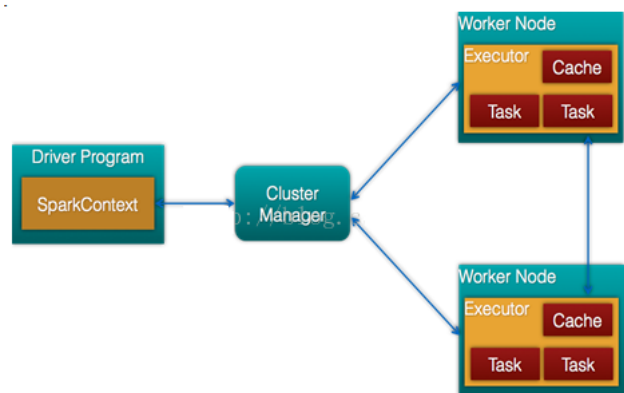 Worker Node
Executor
Cache
Task Task
Driver Program
SparkContext
Cluster
Manager
Worker Node
Executor
Cache
Task Task